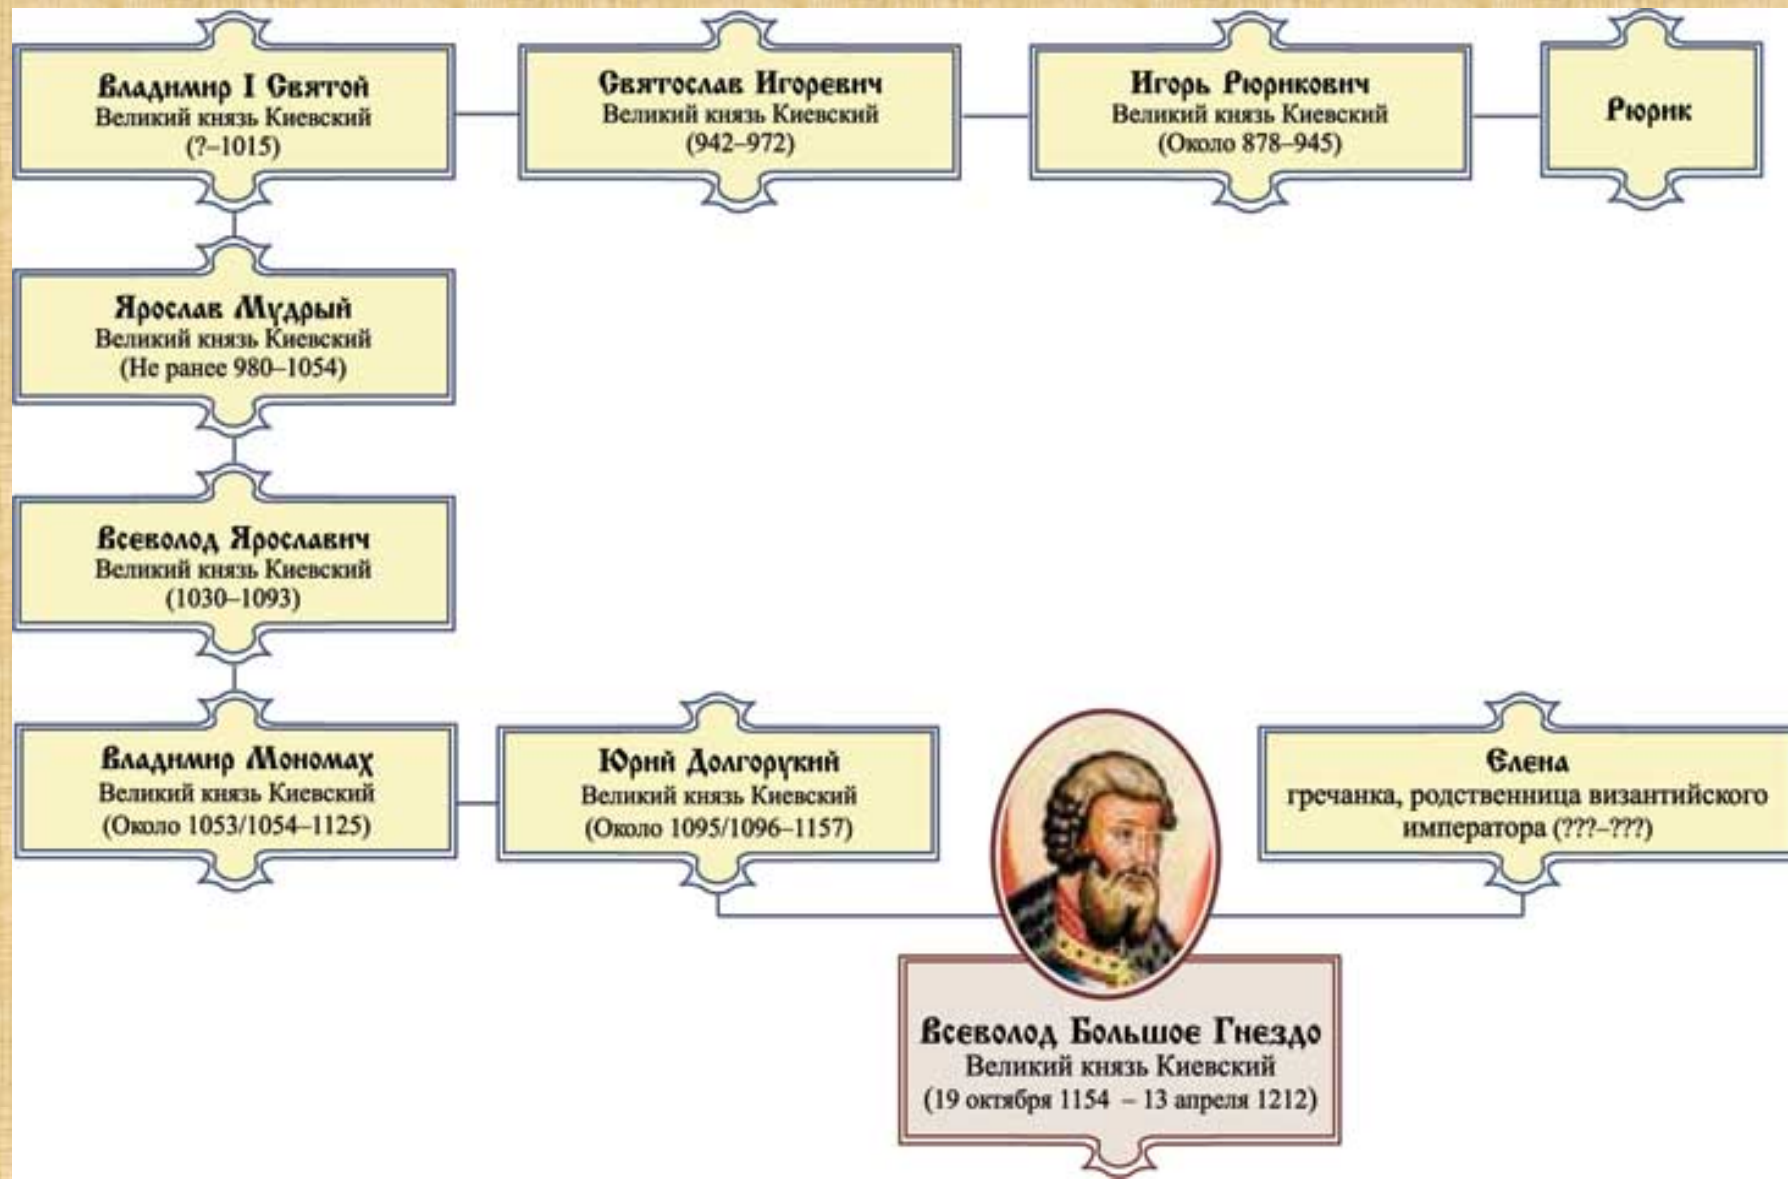 Владимир I Святой
Великий князь Киевский
(?–1015)
Святослав Игоревич
Великий князь Киевский
(942–972)
Игорь Рюрикович
Великий князь Киевский
(Около 878–945)
Рюрик
Ярослав Мудрый
Великий князь Киевский
(Не ранее 980–1054)
Всеволод Ярославич
Великий князь Киевский
(1030–1093)
Владимир Мономах
Великий князь Киевский
(Около 1053/1054–1125)
Юрий Долгорукий
Великий князь Киевский
(Около 1095/1096–1157)
Елена
гречанка, родственница византийского
императора (???–???)
Всеволод Большое Гнездо
Великий князь Киевский
(19 октября 1154 – 13 апреля 1212)